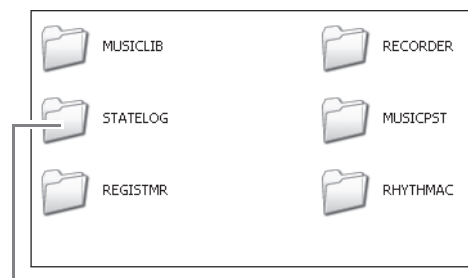 MUSICLIB
RECORDER
STATELOG
MUSICPST
REGISTMR
RHYTHMAC